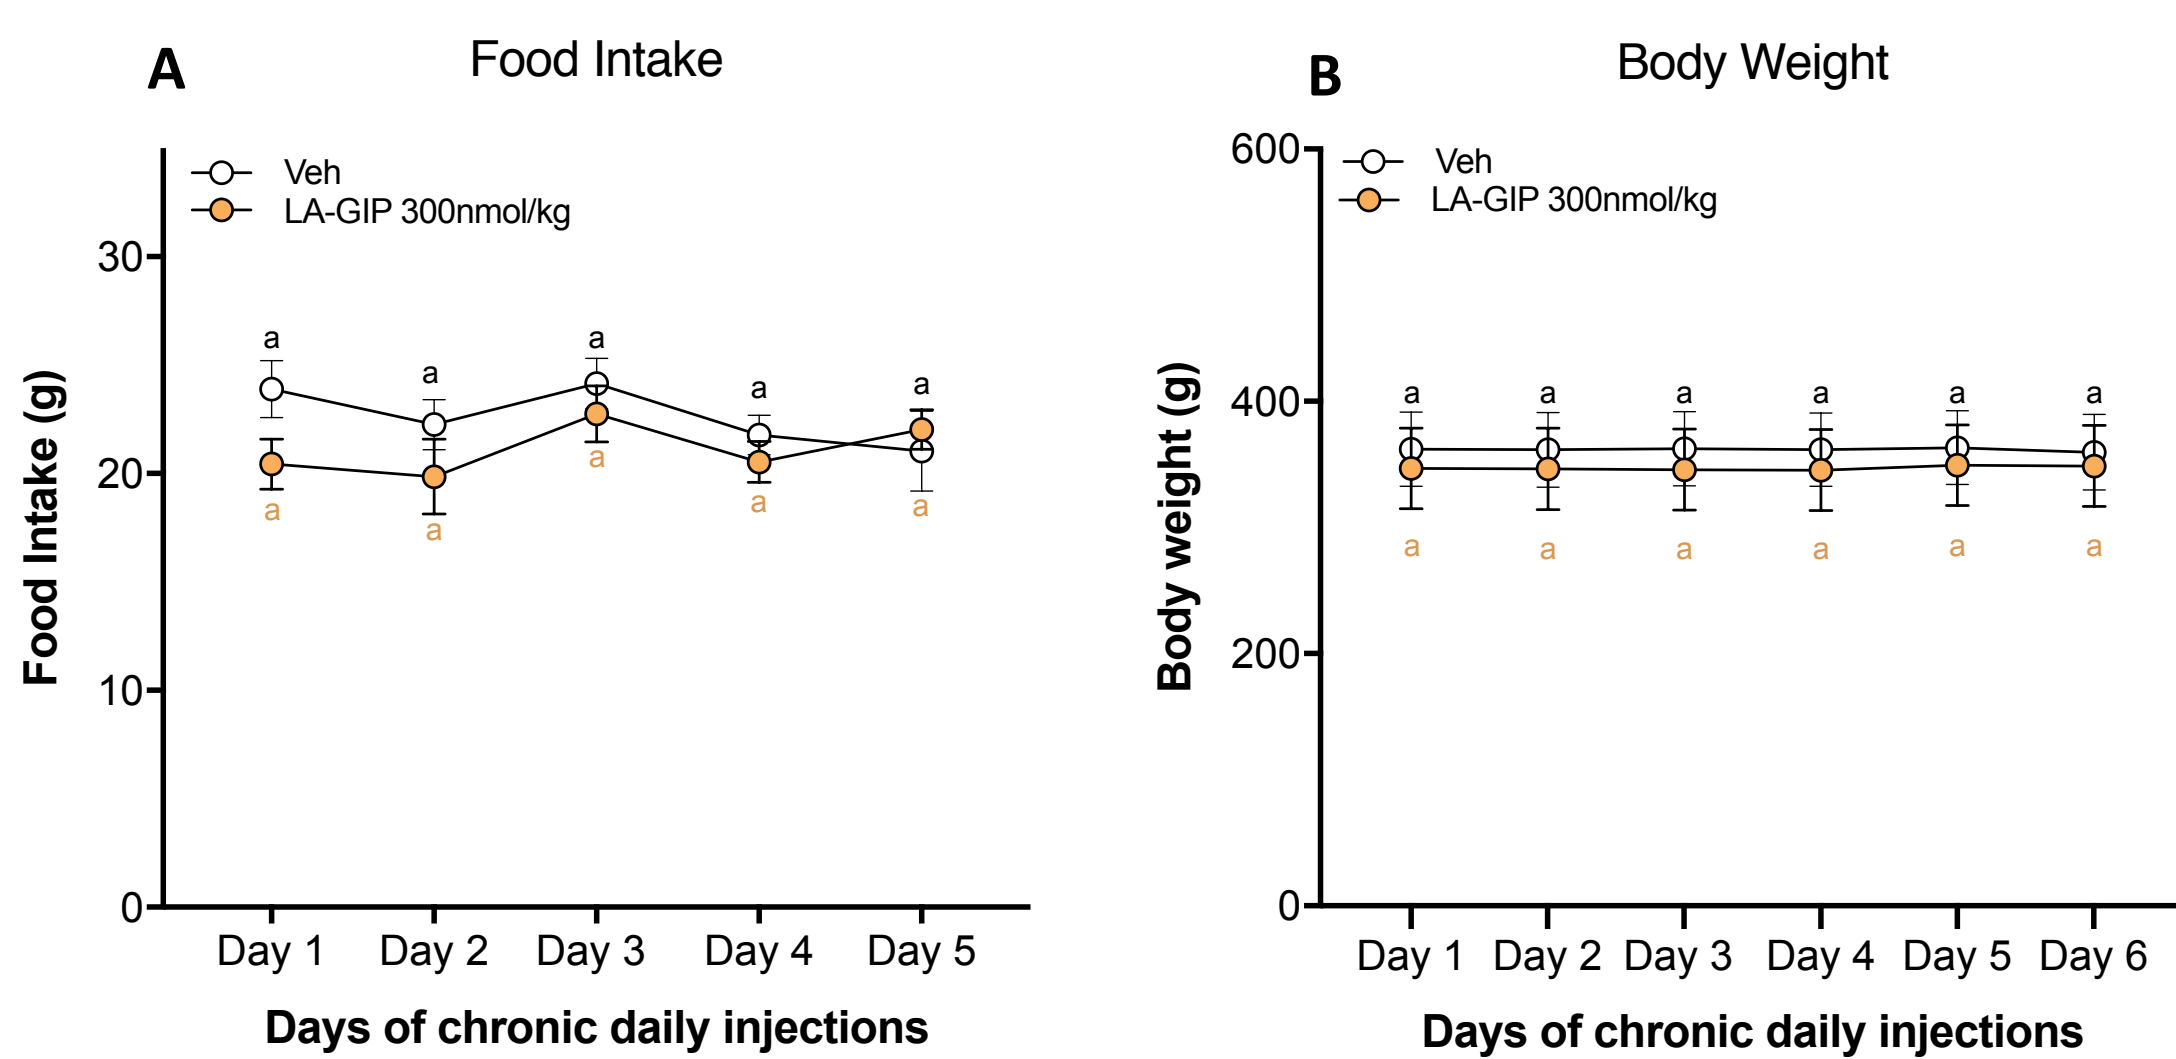 A
Food Intake
Veh
LA-GIP 300nmol/kg
30
20
10
0
Food Intake (g)
a
a
a
a
a
a
a
a
a
a
Day 1 Day 2 Day 3 Day 4 Day 5
Days of chronic daily injections
B
Body Weight
Veh
LA-GIP 300nmol/kg
600
400
200
0
Body weight (g)
a a a a a a
a a a a a a
Day 1 Day 2 Day 3 Day 4 Day 5 Day 6
Days of chronic daily injections